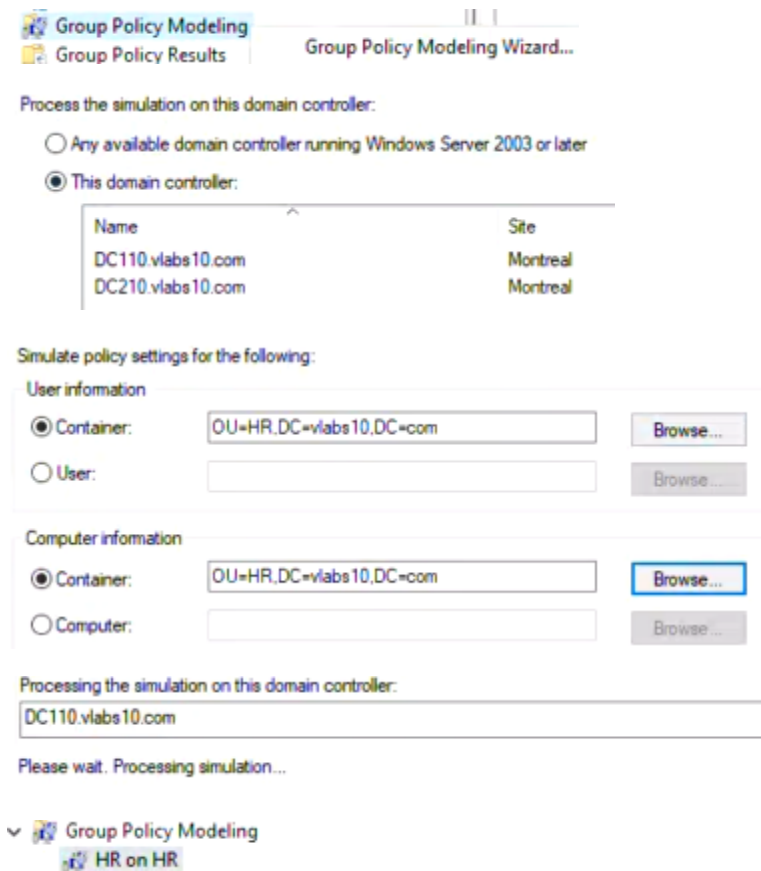 Group Policy Modeling
Group Policy Results
Group Policy Modeling Wizard...
Process the simulation on this domain controller:
Any available domain controller running Windows Server 2003 or later
This domain controller:
Name Site
DC110.vlabs10.com Montreal
DC210.vlabs10.com Montreal
Simulate policy settings for the following:
User information
Container: OU=HR,DC=vlabs10,DC=com Browse...
User: Browse...
Computer information
Container: OU=HR,DC=vlabs10,DC=com Browse...
Computer: Browse...
Processing the simulation on this domain controller:
DC110.vlabs10.com
Please wait. Processing simulation...
Group Policy Modeling
HR on HR